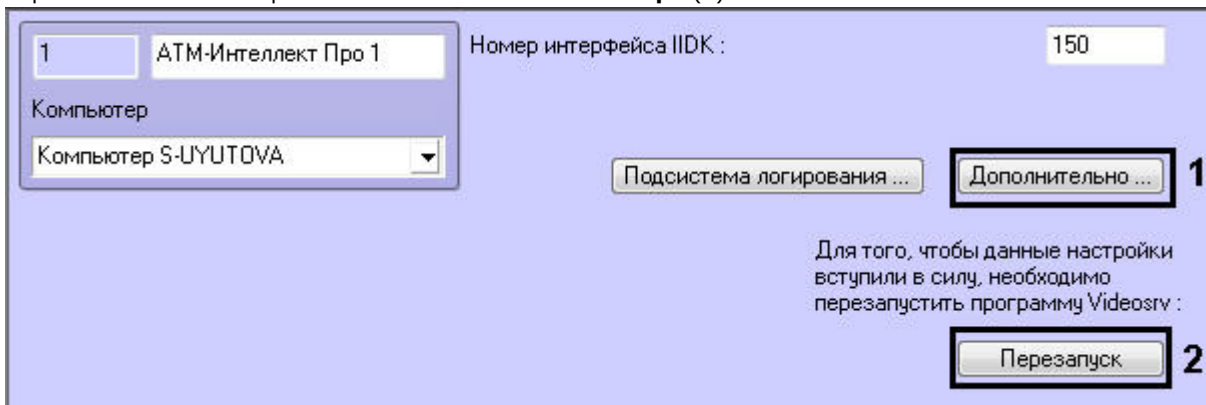 1 АТМ-Интеллект Про 1
Номер интерфейса IIDK : 150
Компьютер
Компьютер S-UYUTOVA
Подсистема логирования ... Дополнительно ... 1
Для того, чтобы данные настройки
вступили в силу, необходимо
перезапустить программу Videosrv :
Перезапуск 2